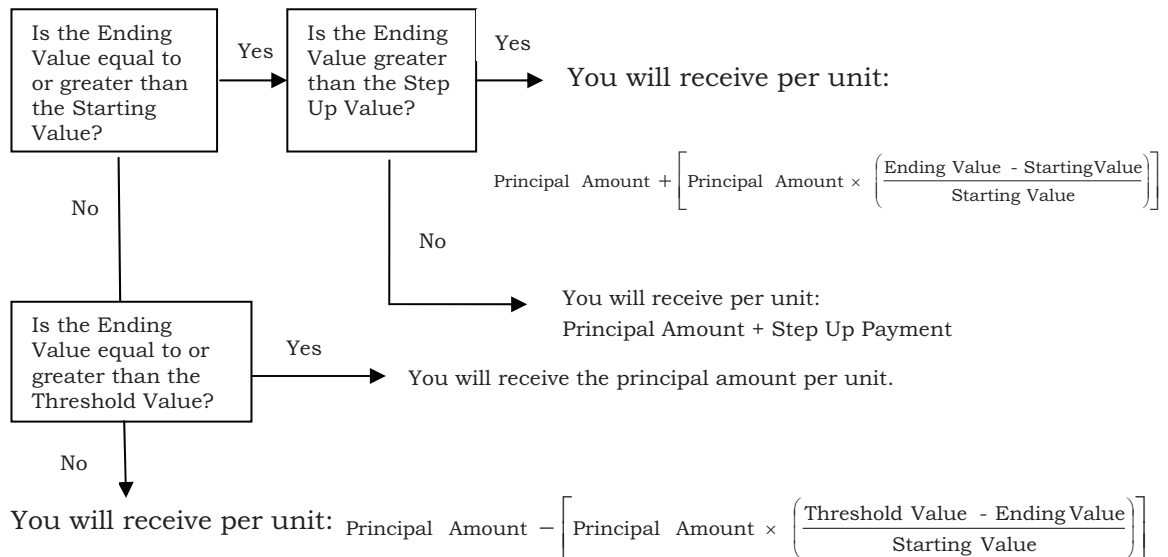 Is the Ending
Value equal to
or greater than
the Starting
Value?
Yes
Is the Ending
Value greater
than the Step
Up Value?
Yes
You will receive per unit:
Principal Amount + [Principal Amount × (Ending Value - StartingValue / Starting Value)]
No
No
You will receive per unit:
Principal Amount + Step Up Payment
Is the Ending
Value equal to or
greater than the
Threshold Value?
Yes
You will receive the principal amount per unit.
No
You will receive per unit: Principal Amount − [Principal Amount × (Threshold Value - Ending Value / Starting Value)]